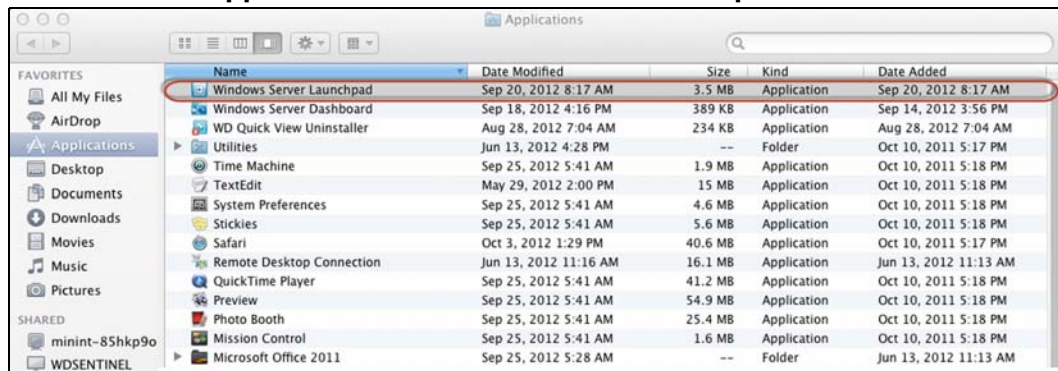 Applications
Name Date Modified Size Kind Date Added
FAVORITES
All My Files
AirDrop
Applications
Desktop
Documents
Downloads
Movies
Music
Pictures
SHARED
minint-85hkp9o
WDSENTINEL
Windows Server Launchpad Sep 20, 2012 8:17 AM 3.5 MB Application Sep 20, 2012 8:17 AM
Windows Server Dashboard Sep 18, 2012 4:16 PM 389 KB Application Sep 14, 2012 3:56 PM
WD Quick View Uninstaller Aug 28, 2012 7:04 AM 234 KB Application Aug 28, 2012 7:04 AM
Utilities Jun 13, 2012 4:28 PM -- Folder Oct 10, 2011 5:17 PM
Time Machine Sep 25, 2012 5:41 AM 1.9 MB Application Oct 10, 2011 5:18 PM
TextEdit May 29, 2012 2:00 PM 15 MB Application Oct 10, 2011 5:18 PM
System Preferences Sep 25, 2012 5:41 AM 4.6 MB Application Oct 10, 2011 5:18 PM
Stickies Sep 25, 2012 5:41 AM 5.6 MB Application Oct 10, 2011 5:18 PM
Safari Oct 3, 2012 1:29 PM 40.6 MB Application Oct 10, 2011 5:17 PM
Remote Desktop Connection Jun 13, 2012 11:16 AM 16.1 MB Application Jun 13, 2012 11:13 AM
QuickTime Player Sep 25, 2012 5:41 AM 41.2 MB Application Oct 10, 2011 5:18 PM
Preview Sep 25, 2012 5:41 AM 54.9 MB Application Oct 10, 2011 5:18 PM
Photo Booth Sep 25, 2012 5:41 AM 25.4 MB Application Oct 10, 2011 5:18 PM
Mission Control Sep 25, 2012 5:41 AM 1.6 MB Application Oct 10, 2011 5:18 PM
Microsoft Office 2011 Sep 25, 2012 5:28 AM -- Folder Jun 13, 2012 11:13 AM